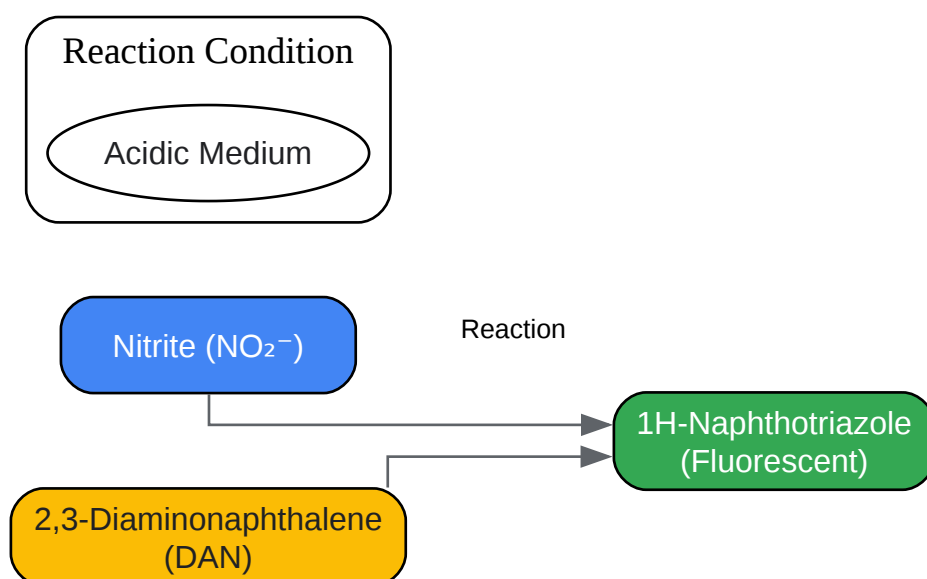 Reaction Condition
Acidic Medium
Nitrite (NO₂⁻)
Reaction
1H-Naphthotriazole
(Fluorescent)
2,3-Diaminonaphthalene
(DAN)